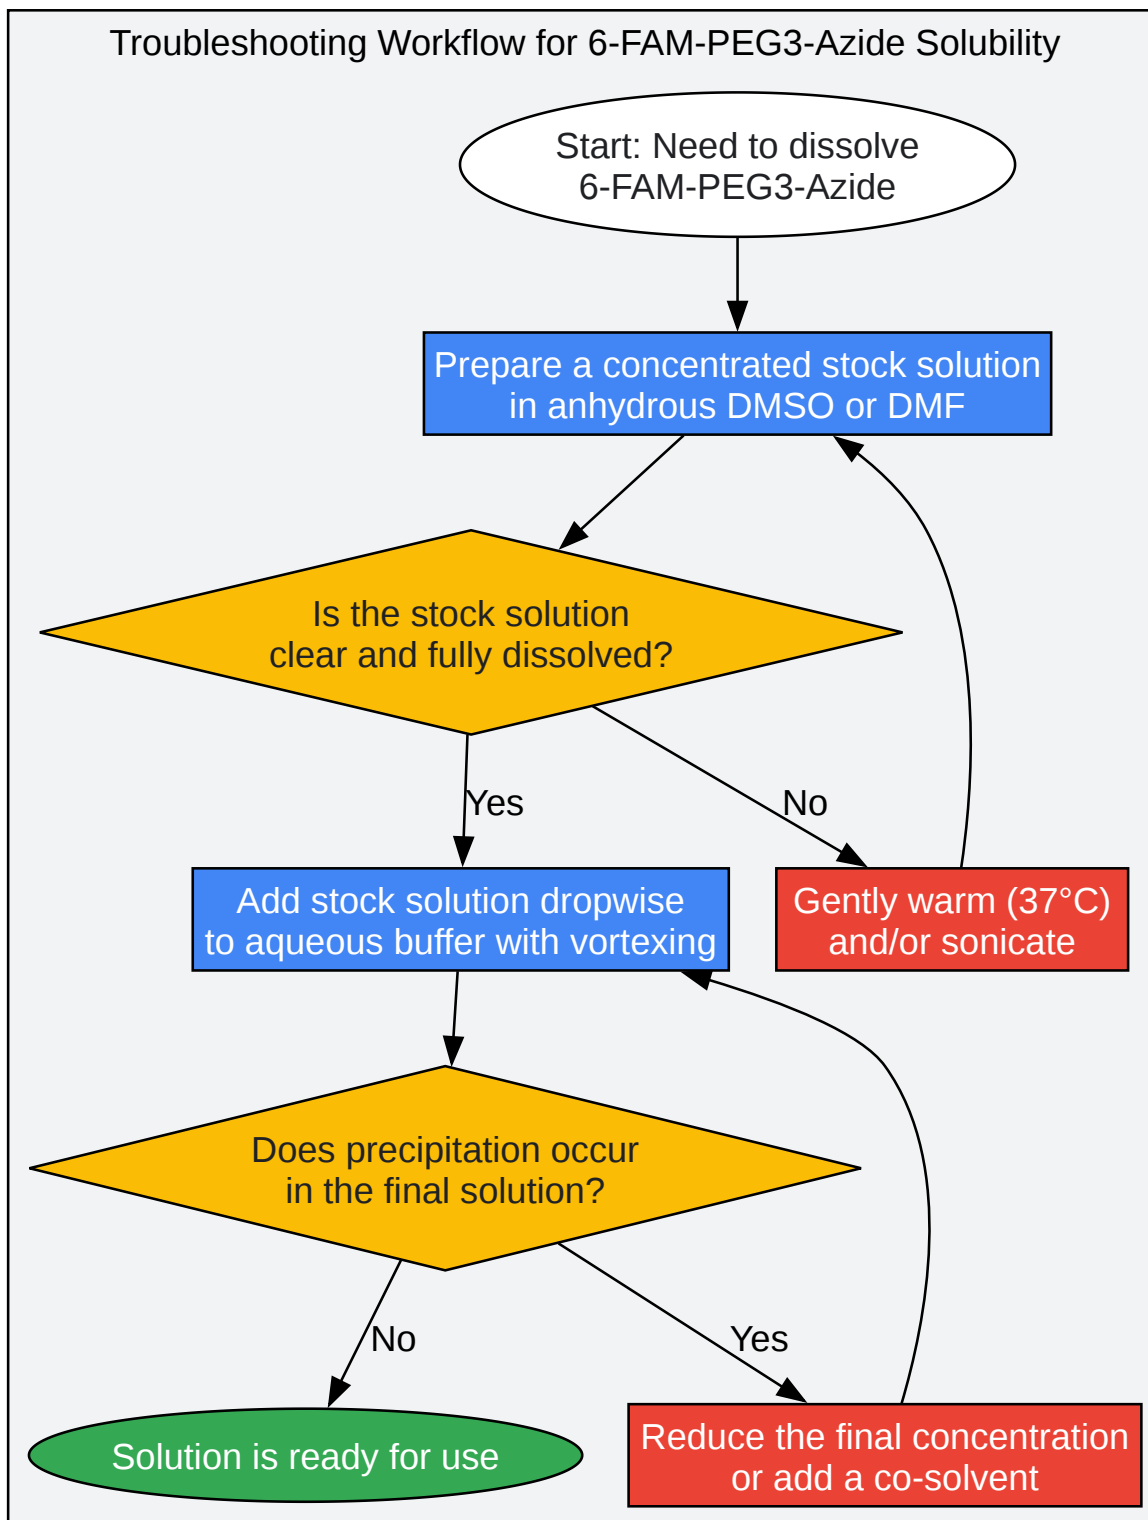 Troubleshooting Workflow for 6-FAM-PEG3-Azide Solubility
Start: Need to dissolve
6-FAM-PEG3-Azide
Prepare a concentrated stock solution
in anhydrous DMSO or DMF
Is the stock solution
clear and fully dissolved?
Yes
No
Add stock solution dropwise
to aqueous buffer with vortexing
Gently warm (37°C)
and/or sonicate
Does precipitation occur
in the final solution?
No
Yes
Solution is ready for use
Reduce the final concentration
or add a co-solvent